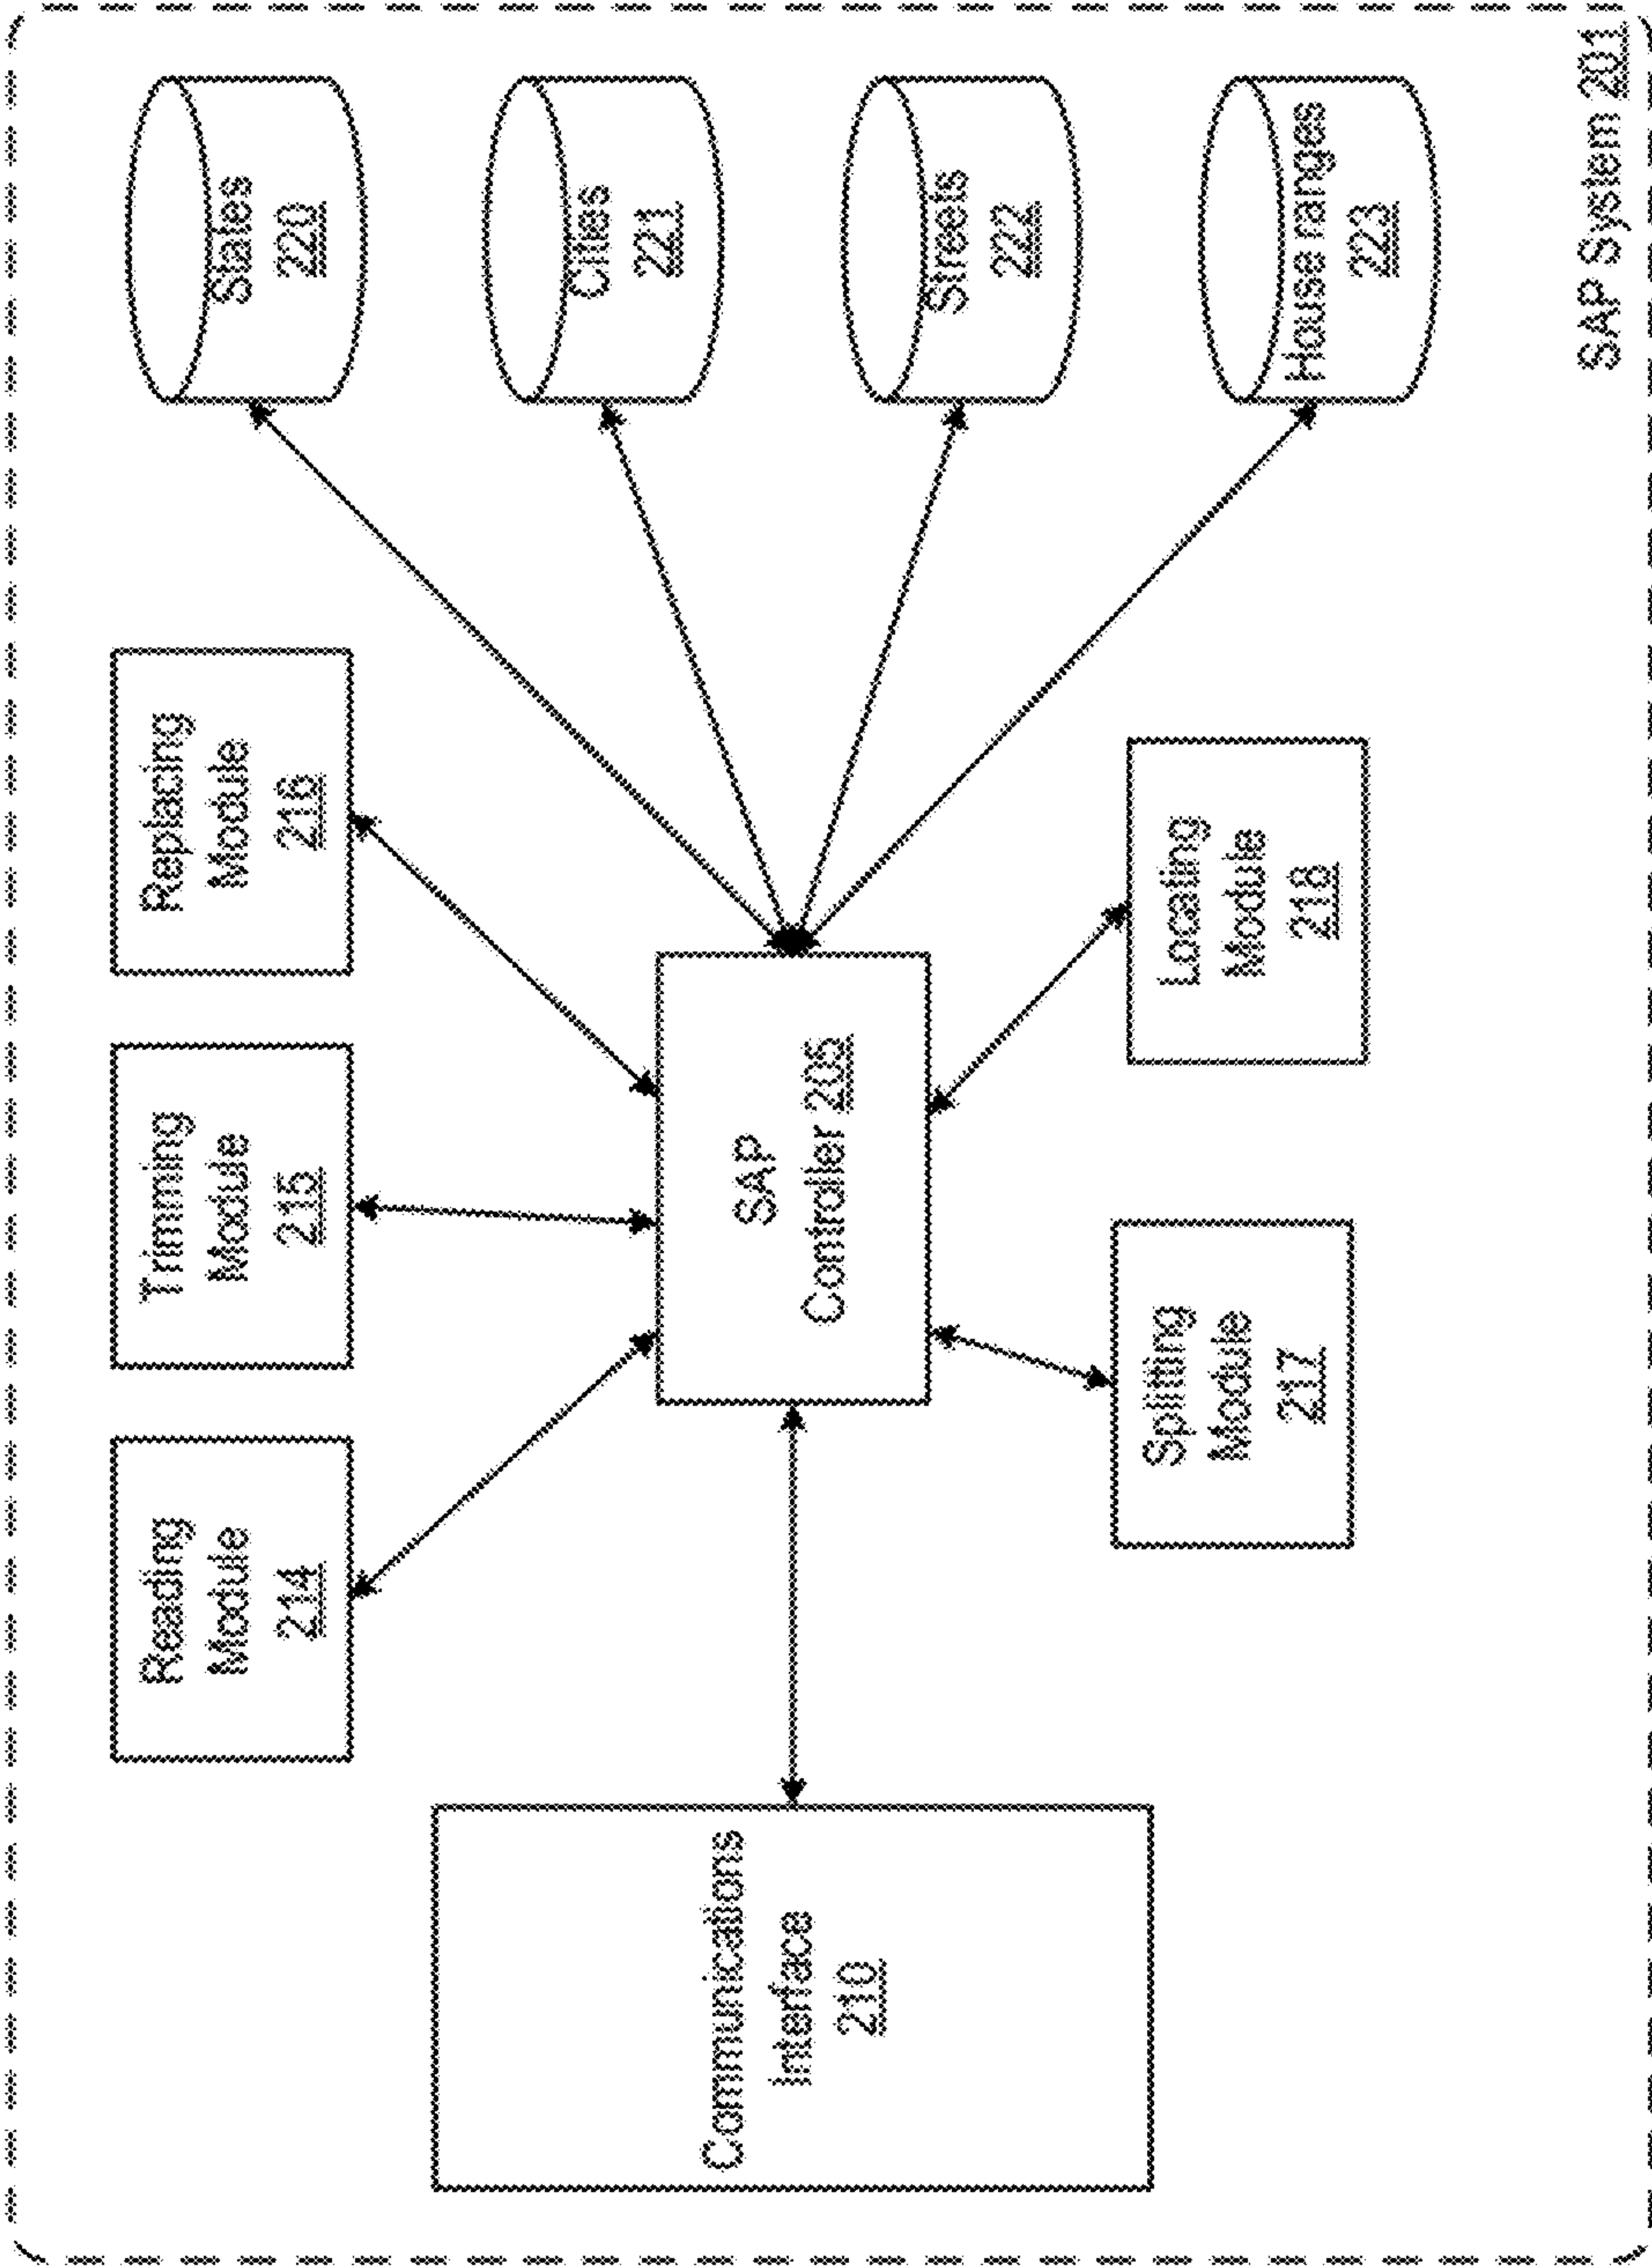 Reading
Module
214
Trimming
Module
215
Replacing
Module
216
States
220
Cities
221
Streets
222
House ranges
223
Communications
Interface
210
SAP
Controller 205
Splitting
Module
217
Locating
Module
218
SAP System 201